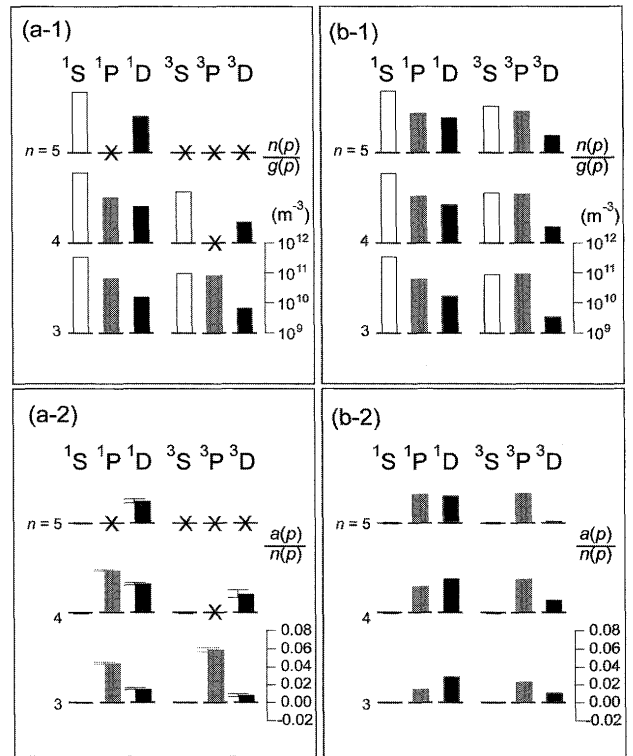 (a-1)
¹S ¹P ¹D ³S ³P ³D
n = 5 X X X X n(p)
g(p)
(m⁻³)
4 X 10¹²
10¹¹
10¹⁰
3 10⁹
(b-1)
¹S ¹P ¹D ³S ³P ³D
n = 5 n(p)
g(p)
(m⁻³)
4 10¹²
10¹¹
10¹⁰
3 10⁹
(a-2)
¹S ¹P ¹D ³S ³P ³D
n = 5 X X X X
a(p)
n(p)
4 X
0.08
0.06
0.04
0.02
3 0.00
-0.02
(b-2)
¹S ¹P ¹D ³S ³P ³D
n = 5
a(p)
n(p)
4
0.08
0.06
0.04
0.02
3 0.00
-0.02